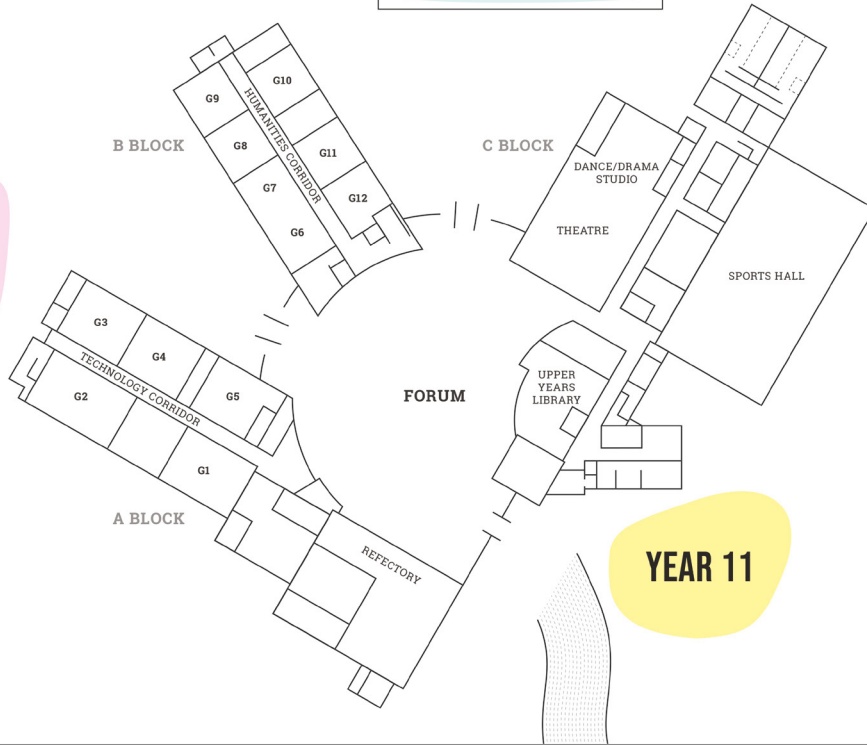 G10
G9
HUMANITIES CORRIDOR
B BLOCK
G8
G11
G7
G12
G6
C BLOCK
DANCE/DRAMA
STUDIO
THEATRE
SPORTS HALL
G3
G4
TECHNOLOGY CORRIDOR
G2
G5
G1
A BLOCK
FORUM
UPPER
YEARS
LIBRARY
REFECTORY
YEAR 11